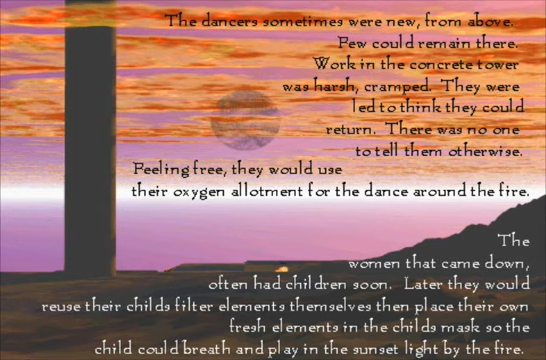 The dancers sometimes were new, from above.
Few could remain there.
Work in the concrete tower
was harsh, cramped. They were
led to think they could
return. There was no one
to tell them otherwise.
Feeling free, they would use
their oxygen allotment for the dance around the fire.
The
women that came down,
often had children soon. Later they would
reuse their childs filter elements themselves then place their own
fresh elements in the childs mask so the
child could breath and play in the sunset light by the fire.